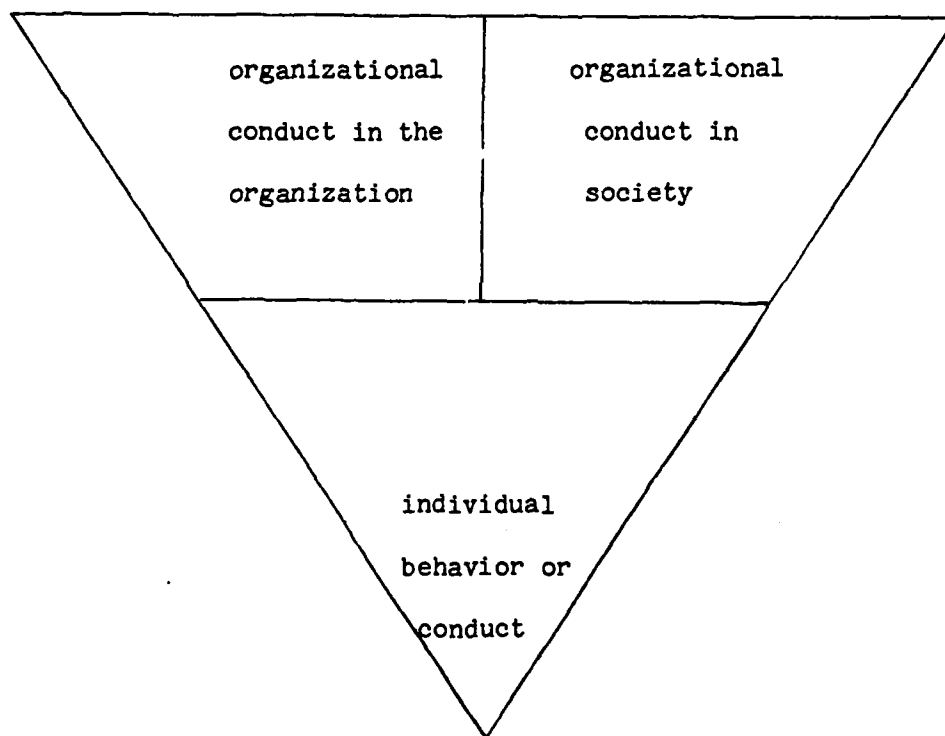 organizational
conduct in the
organization
organizational
conduct in
society
individual
behavior or
conduct